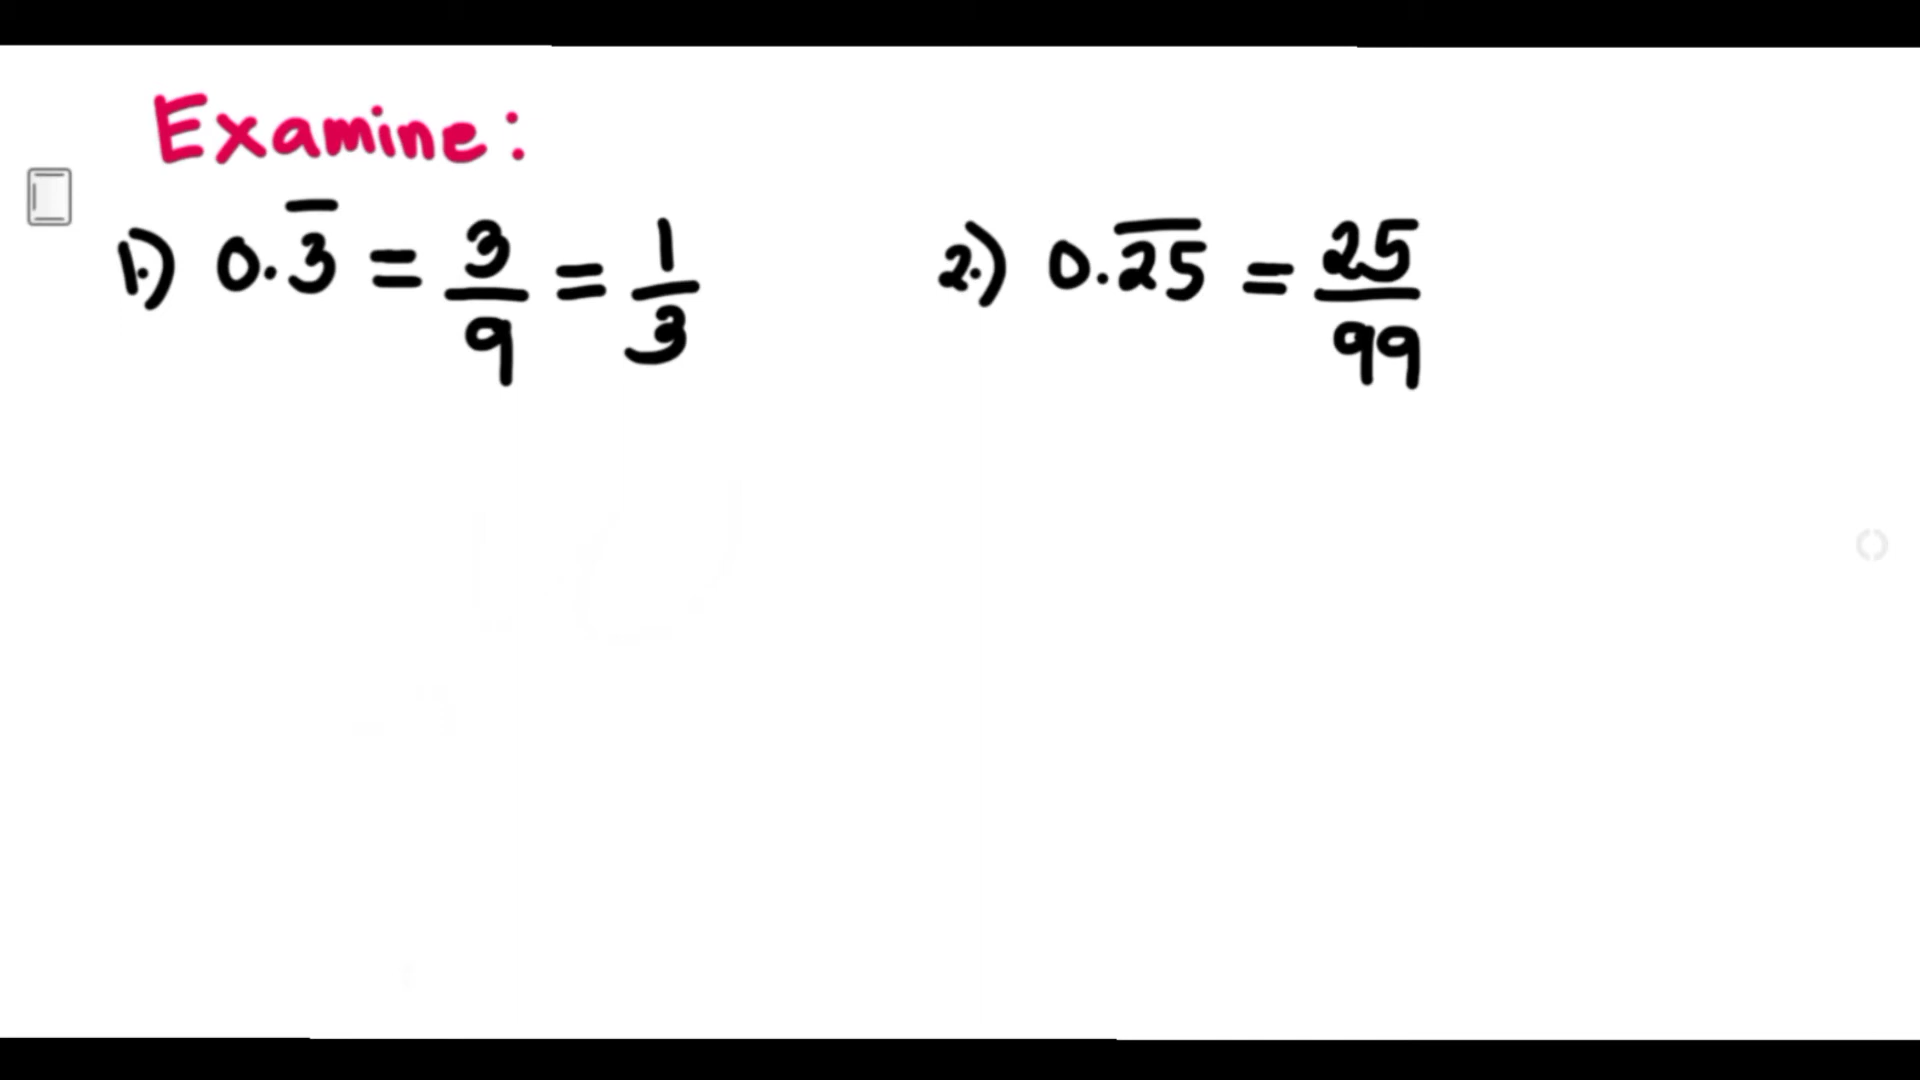 Examine:
1.) 0.3̅ = 3/9 = 1/3
2.) 0.2̅5̅ = 25/99